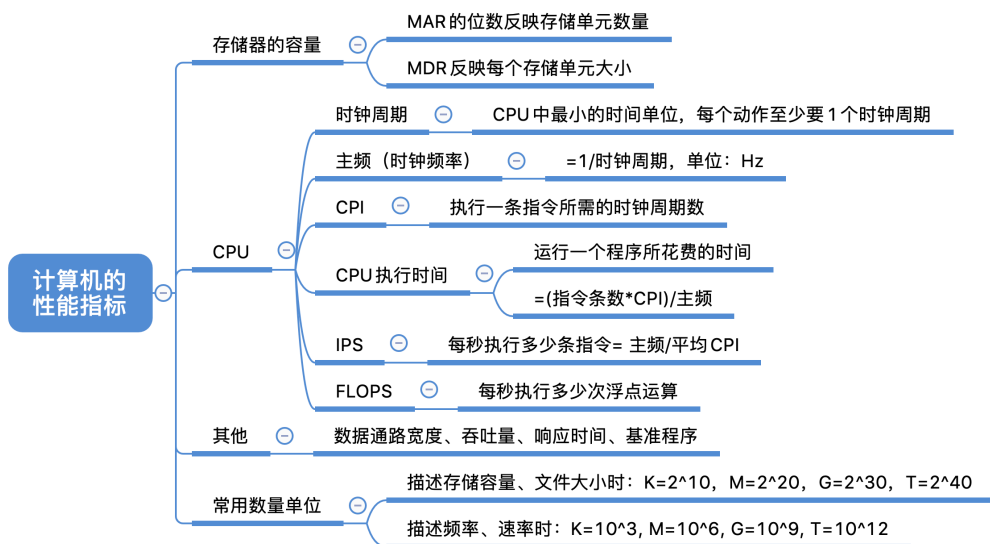 计算机的
性能指标
存储器的容量
MAR的位数反映存储单元数量
MDR反映每个存储单元大小
CPU
时钟周期
CPU中最小的时间单位，每个动作至少要1个时钟周期
主频（时钟频率）
=1/时钟周期，单位：Hz
CPI
执行一条指令所需的时钟周期数
CPU执行时间
运行一个程序所花费的时间
=(指令条数*CPI)/主频
IPS
每秒执行多少条指令= 主频/平均CPI
FLOPS
每秒执行多少次浮点运算
其他
数据通路宽度、吞吐量、响应时间、基准程序
常用数量单位
描述存储容量、文件大小时：K=2^10，M=2^20，G=2^30，T=2^40
描述频率、速率时：K=10^3, M=10^6, G=10^9, T=10^12